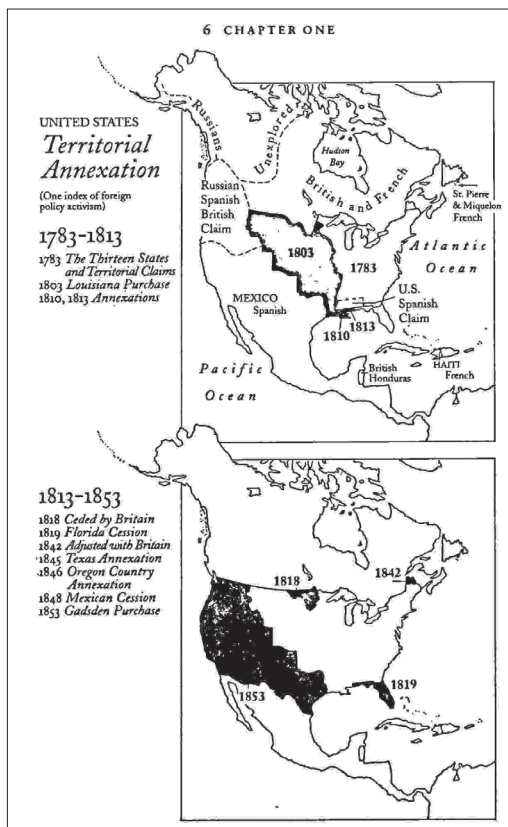 6 CHAPTER ONE
UNITED STATES
Territorial
Annexation
(One index of foreign
policy activism)
1783-1813
1783 The Thirteen States
and Territorial Claims
1803 Louisiana Purchase
1810, 1813 Annexations
Russians
Unexplored
Hudson
Bay
British and French
Russian
Spanish
British
Claim
St. Pierre
& Miquelon
French
1803
1783
Atlantic
Ocean
MEXICO
Spanish
U.S.
Spanish
Claim
1813
1810
Pacific
Ocean
British
Honduras
HAITI
French
1813-1853
1818 Ceded by Britain
1819 Florida Cession
1842 Adjusted with Britain
1845 Texas Annexation
1846 Oregon Country
Annexation
1848 Mexican Cession
1853 Gadsden Purchase
1818
1842
1853
1819